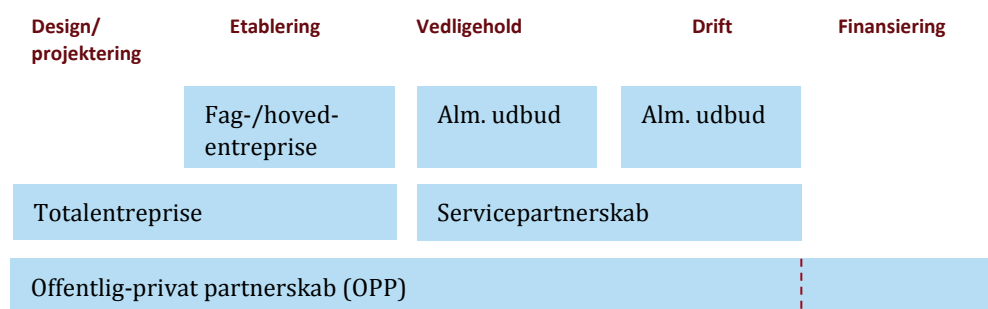 Design/ Etablering Vedligehold Drift Finansiering
projektering
Fag-/hoved- Alm. udbud Alm. udbud
entreprise
Totalentreprise Servicepartnerskab
Offentlig-privat partnerskab (OPP)